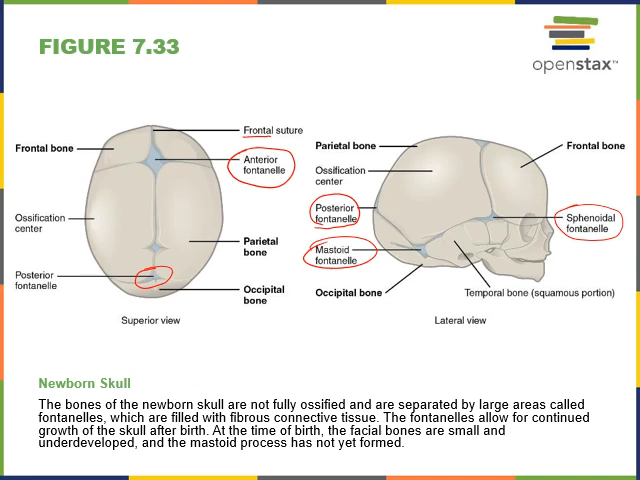 FIGURE 7.33
openstax™
Frontal suture
Frontal bone
Anterior
fontanelle
Ossification
center
Parietal
bone
Posterior
fontanelle
Occipital
bone
Superior view
Parietal bone
Frontal bone
Ossification
center
Posterior
fontanelle
Sphenoidal
fontanelle
Mastoid
fontanelle
Occipital bone
Temporal bone (squamous portion)
Lateral view
Newborn Skull
The bones of the newborn skull are not fully ossified and are separated by large areas called
fontanelles, which are filled with fibrous connective tissue. The fontanelles allow for continued
growth of the skull after birth. At the time of birth, the facial bones are small and
underdeveloped, and the mastoid process has not yet formed.